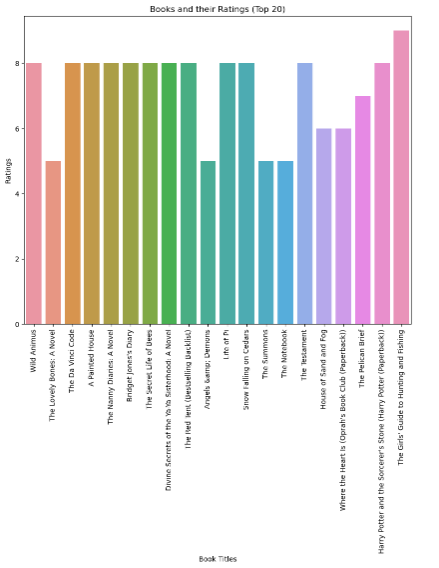 Books and their Ratings (Top 20)
Ratings
8
6
4
2
0
Wild Animus
The Lovely Bones: A Novel
The Da Vinci Code
A Painted House
The Nanny Diaries: A Novel
Bridget Jones's Diary
The Secret Life of Bees
Divine Secrets of the Ya-Ya Sisterhood: A Novel
The Red Tent (Bestselling Backlist)
Angels &amp; Demons
Life of Pi
Snow Falling on Cedars
The Summons
The Notebook
The Testament
House of Sand and Fog
Where the Heart Is (Oprah's Book Club (Paperback))
The Pelican Brief
Harry Potter and the Sorcerer's Stone (Harry Potter (Paperback))
The Girls' Guide to Hunting and Fishing
Book Titles